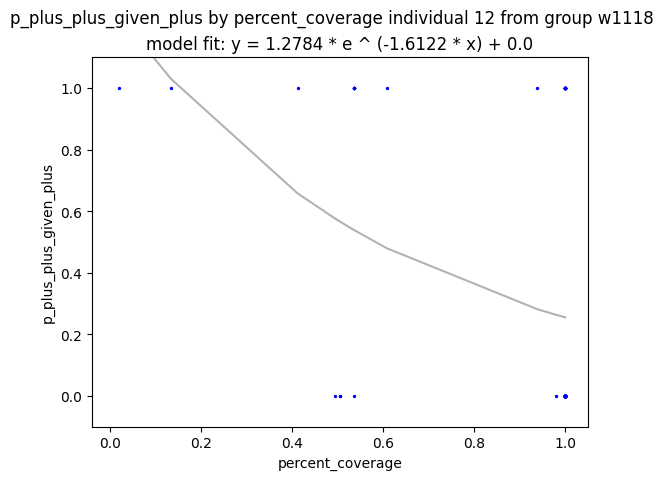 p_plus_plus_given_plus by percent_coverage individual 12 from group w1118
model fit: y = 1.2784 * e ^ (-1.6122 * x) + 0.0
p_plus_plus_given_plus
1.0
0.8
0.6
0.4
0.2
0.0
0.0 0.2 0.4 0.6 0.8 1.0
percent_coverage